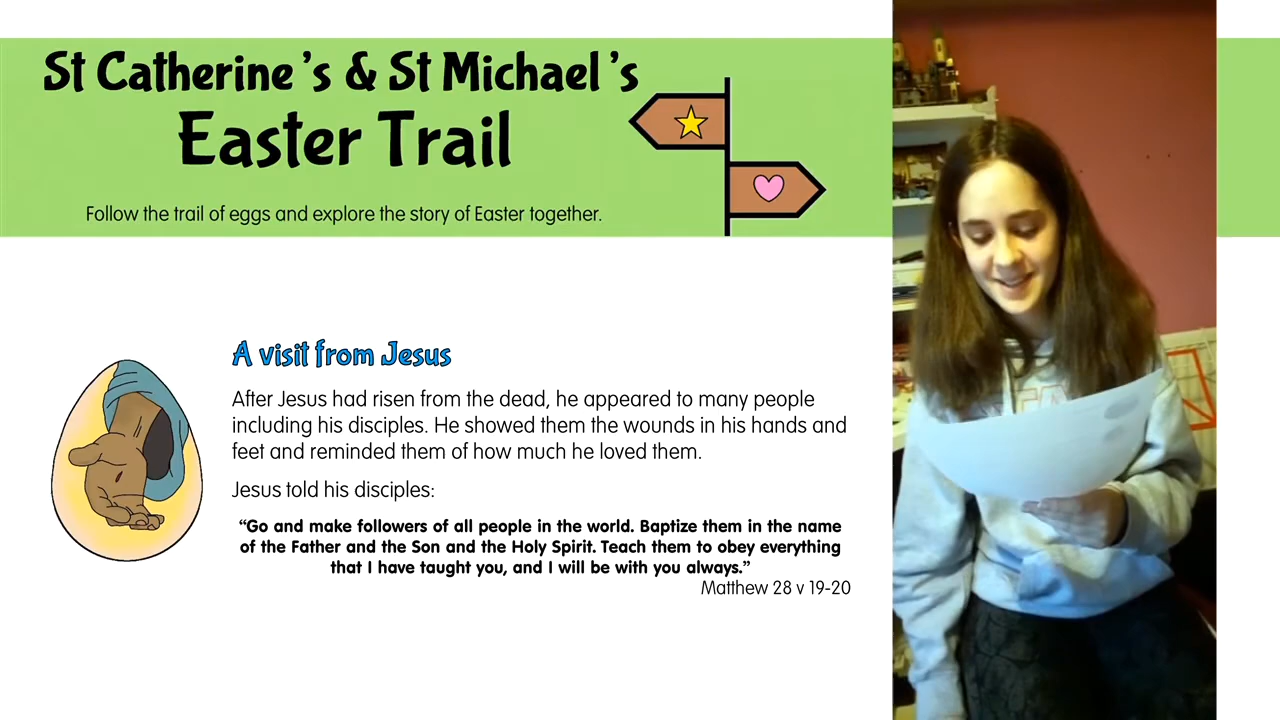 St Catherine's & St Michael's
Easter Trail
Follow the trail of eggs and explore the story of Easter together.
A visit from Jesus
After Jesus had risen from the dead, he appeared to many people
including his disciples. He showed them the wounds in his hands and
feet and reminded them of how much he loved them.
Jesus told his disciples:
“Go and make followers of all people in the world. Baptize them in the name
of the Father and the Son and the Holy Spirit. Teach them to obey everything
that I have taught you, and I will be with you always.”
Matthew 28 v 19-20